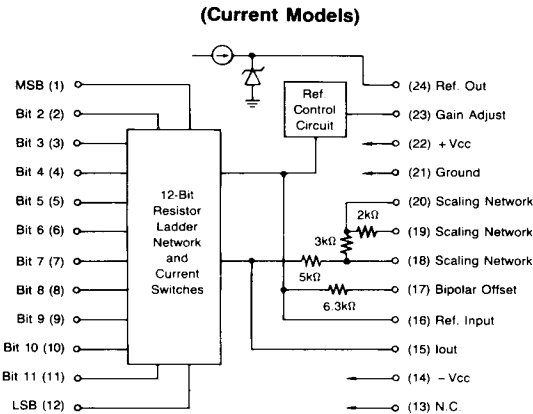 (Current Models)
MSB (1)
Bit 2 (2)
Bit 3 (3)
Bit 4 (4)
Bit 5 (5)
Bit 6 (6)
Bit 7 (7)
Bit 8 (8)
Bit 9 (9)
Bit 10 (10)
Bit 11 (11)
LSB (12)
12-Bit
Resistor
Ladder
Network
and
Current
Switches
Ref.
Control
Circuit
2kΩ
3kΩ
5kΩ
6.3kΩ
(24) Ref. Out
(23) Gain Adjust
(22) +Vcc
(21) Ground
(20) Scaling Network
(19) Scaling Network
(18) Scaling Network
(17) Bipolar Offset
(16) Ref. Input
(15) Iout
(14) −Vcc
(13) N.C.